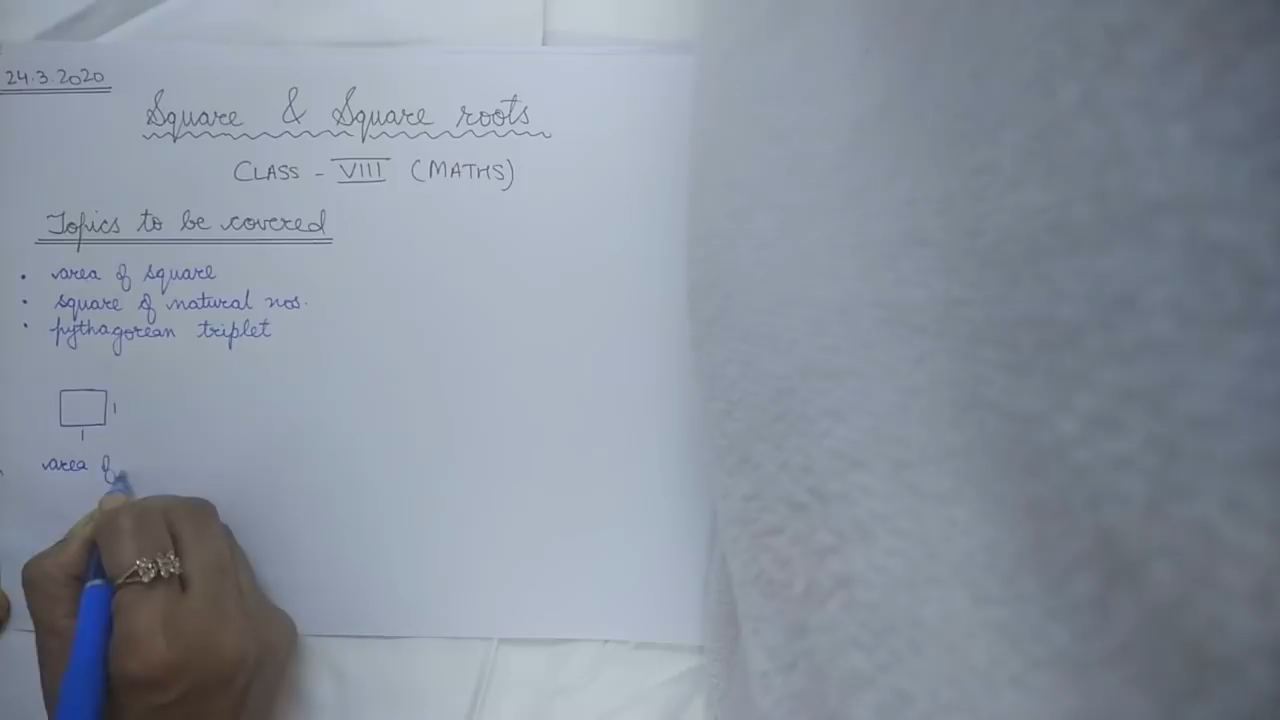 24.3.2020
Square & Square roots
CLASS - VIII (MATHS)
Topics to be covered
• area of square
• square of natural nos.
• pythagorean triplet
1
1
area of